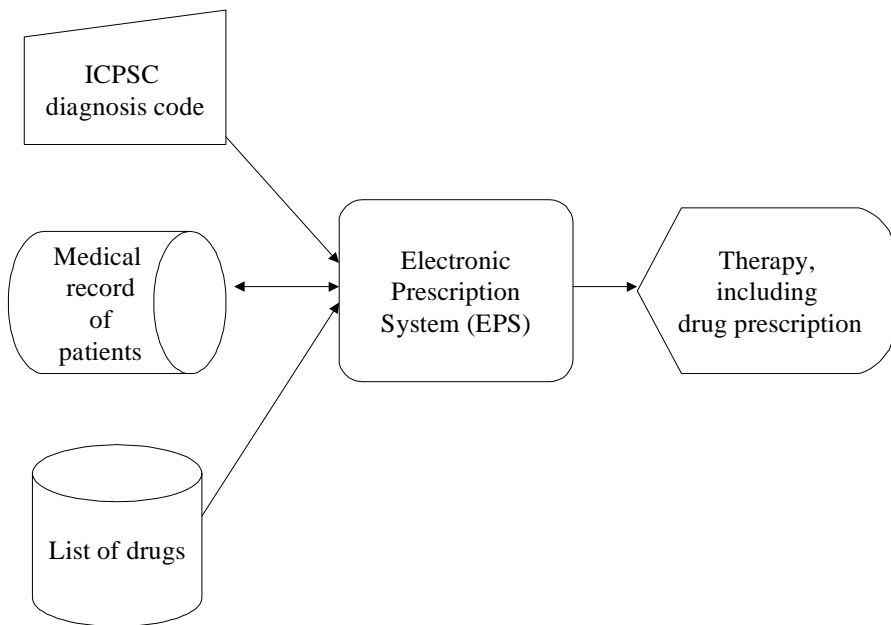 ICPSC
diagnosis code
Medical
record
of
patients
List of drugs
Electronic
Prescription
System (EPS)
Therapy,
including
drug prescription